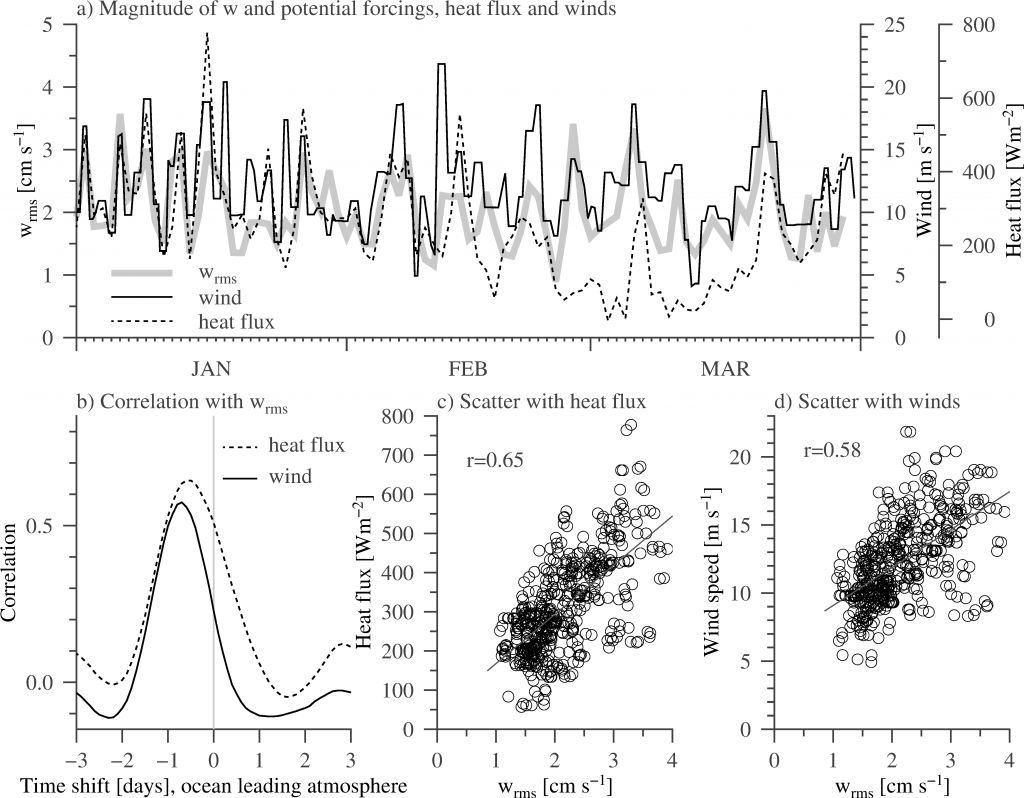 a) Magnitude of w and potential forcings, heat flux and winds
5
4
3
2
1
0
w_rms [cm s⁻¹]
w_rms
wind
heat flux
25
20
15
10
5
0
Wind [m s⁻¹]
800
600
400
200
0
Heat flux [Wm⁻²]
JAN FEB MAR
b) Correlation with w_rms
heat flux
wind
0.5
0.0
Correlation
−3 −2 −1 0 1 2 3
Time shift [days], ocean leading atmosphere
c) Scatter with heat flux
r=0.65
800
700
600
500
400
300
200
100
0
Heat flux [Wm⁻²]
0 1 2 3 4
w_rms [cm s⁻¹]
d) Scatter with winds
r=0.58
20
15
10
5
0
Wind speed [m s⁻¹]
0 1 2 3 4
w_rms [cm s⁻¹]